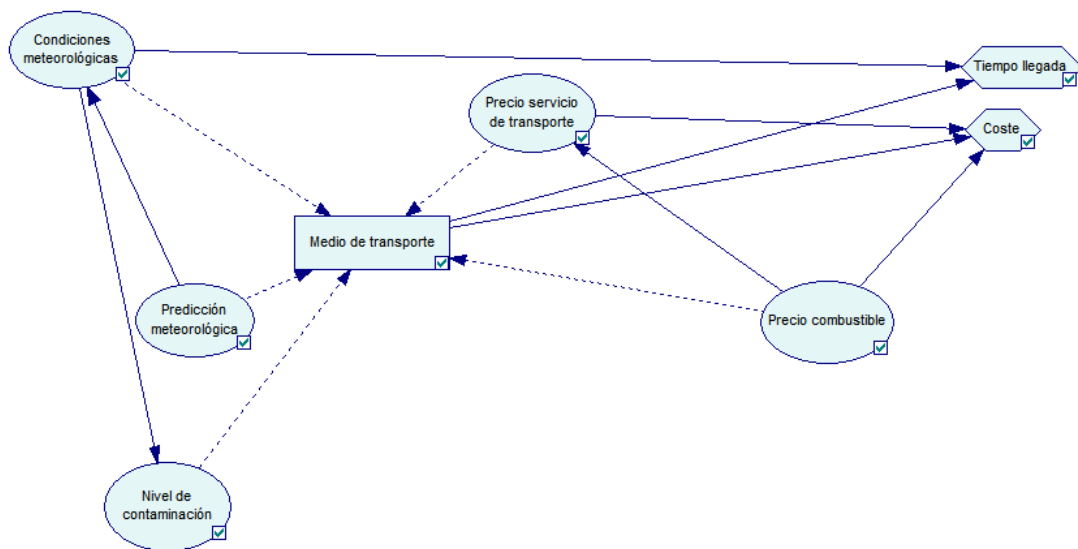 Condiciones
meteorológicas
Tiempo llegada
Precio servicio
de transporte
Coste
Medio de transporte
Predicción
meteorológica
Precio combustible
Nivel de
contaminación